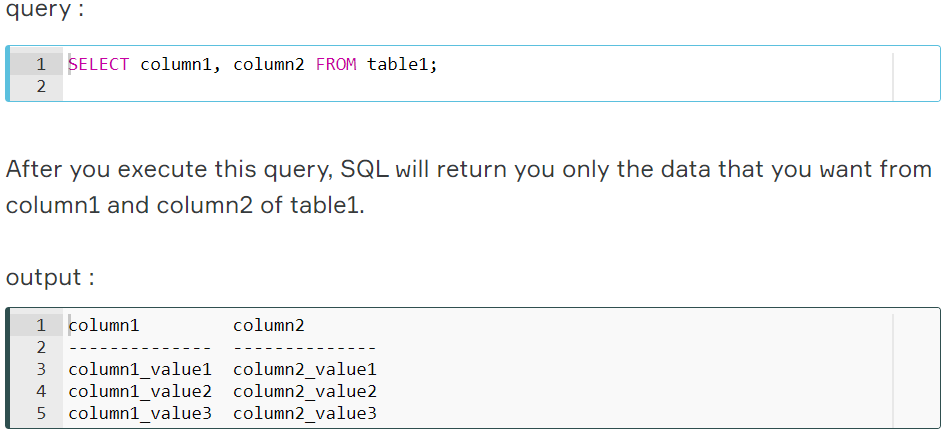 query :
1 SELECT column1, column2 FROM table1;
2
After you execute this query, SQL will return you only the data that you want from
column1 and column2 of table1.
output :
1 column1         column2
2 --------------  --------------
3 column1_value1  column2_value1
4 column1_value2  column2_value2
5 column1_value3  column2_value3